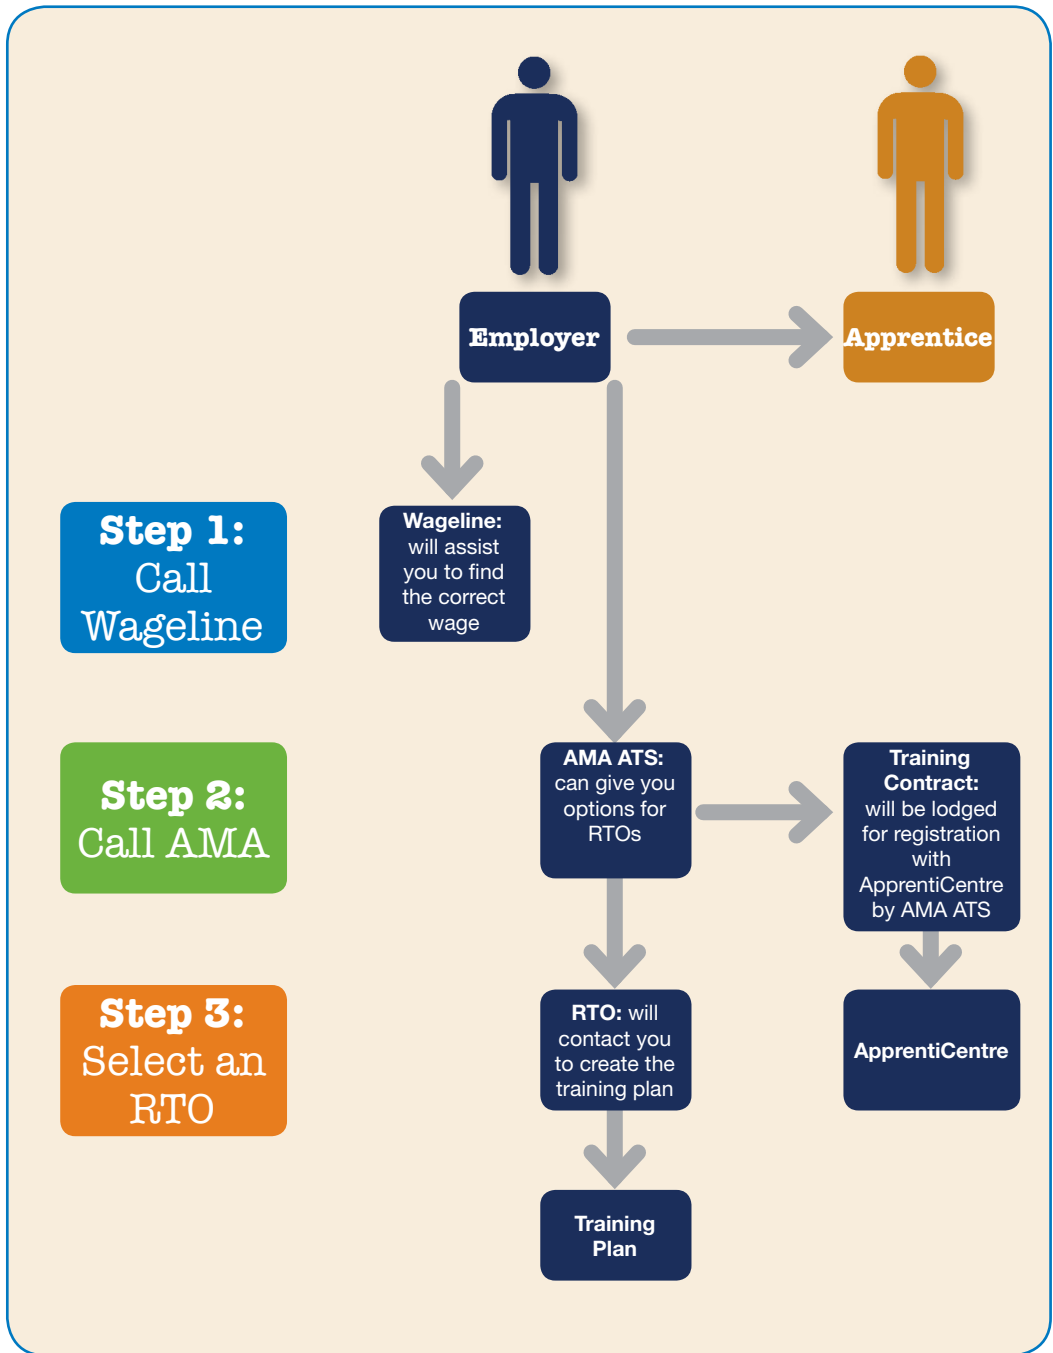 Employer
Apprentice
Step 1:
Call
Wageline
Wageline:
will assist
you to find
the correct
wage
Step 2:
Call AMA
AMA ATS:
can give you
options for
RTOs
Training
Contract:
will be lodged
for registration
with
ApprentiCentre
by AMA ATS
Step 3:
Select an
RTO
RTO: will
contact you
to create the
training plan
ApprentiCentre
Training
Plan